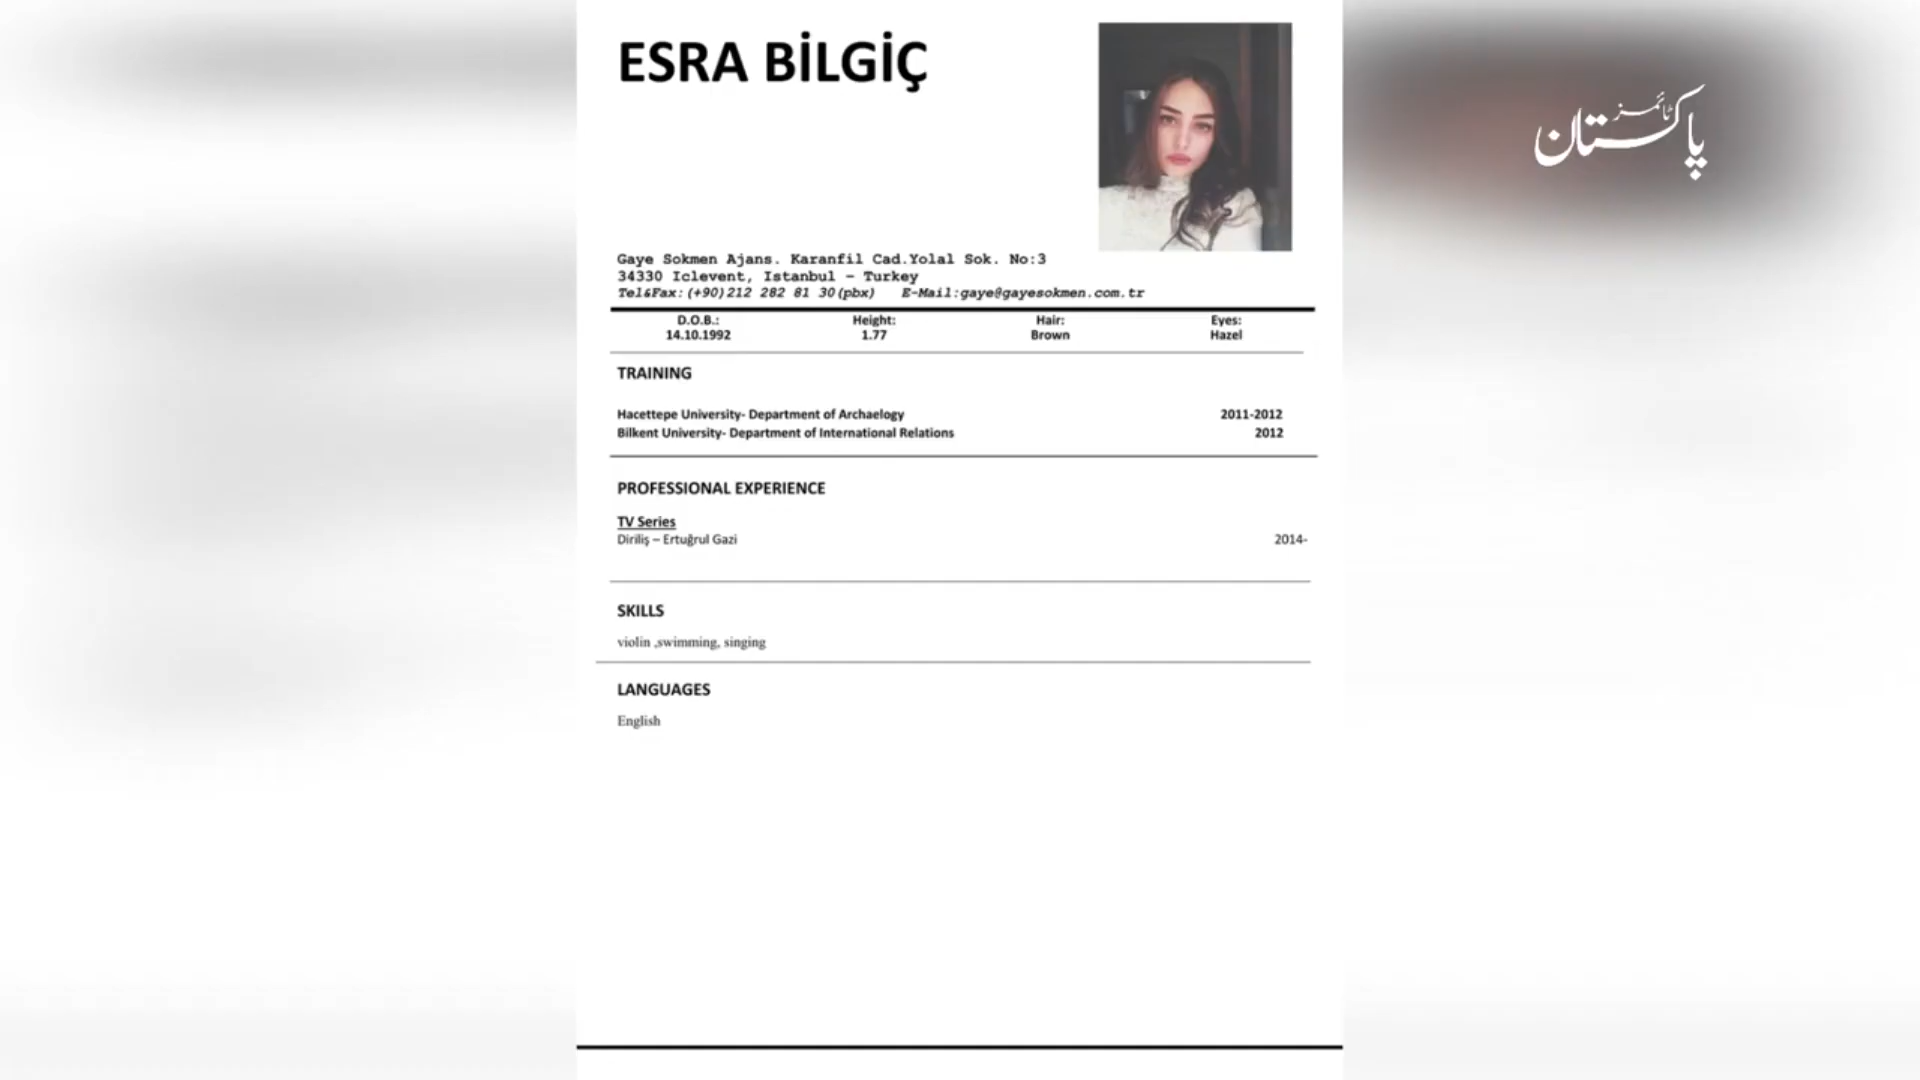 ESRA BİLGİÇ
پاکستان ٹائمز
Gaye Sokmen Ajans. Karanfil Cad.Yolal Sok. No:3
34330 Iclevent, Istanbul – Turkey
Tel&Fax:(+90)212 282 81 30(pbx) E-Mail:gaye@gayesokmen.com.tr
D.O.B.: Height: Hair: Eyes:
14.10.1992 1.77 Brown Hazel
TRAINING
Hacettepe University- Department of Archaelogy 2011-2012
Bilkent University- Department of International Relations 2012
PROFESSIONAL EXPERIENCE
TV Series
Diriliş – Ertuğrul Gazi 2014-
SKILLS
violin ,swimming, singing
LANGUAGES
English